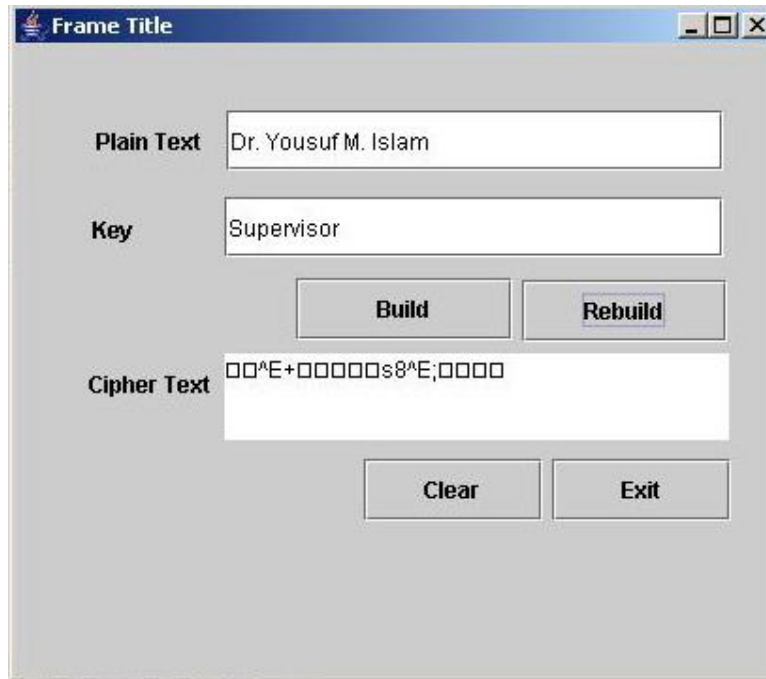 Frame Title
Plain Text Dr. Yousuf M. Islam
Key Supervisor
Build Rebuild
Cipher Text □□^E+□□□□□s8^E;□□□□
Clear Exit